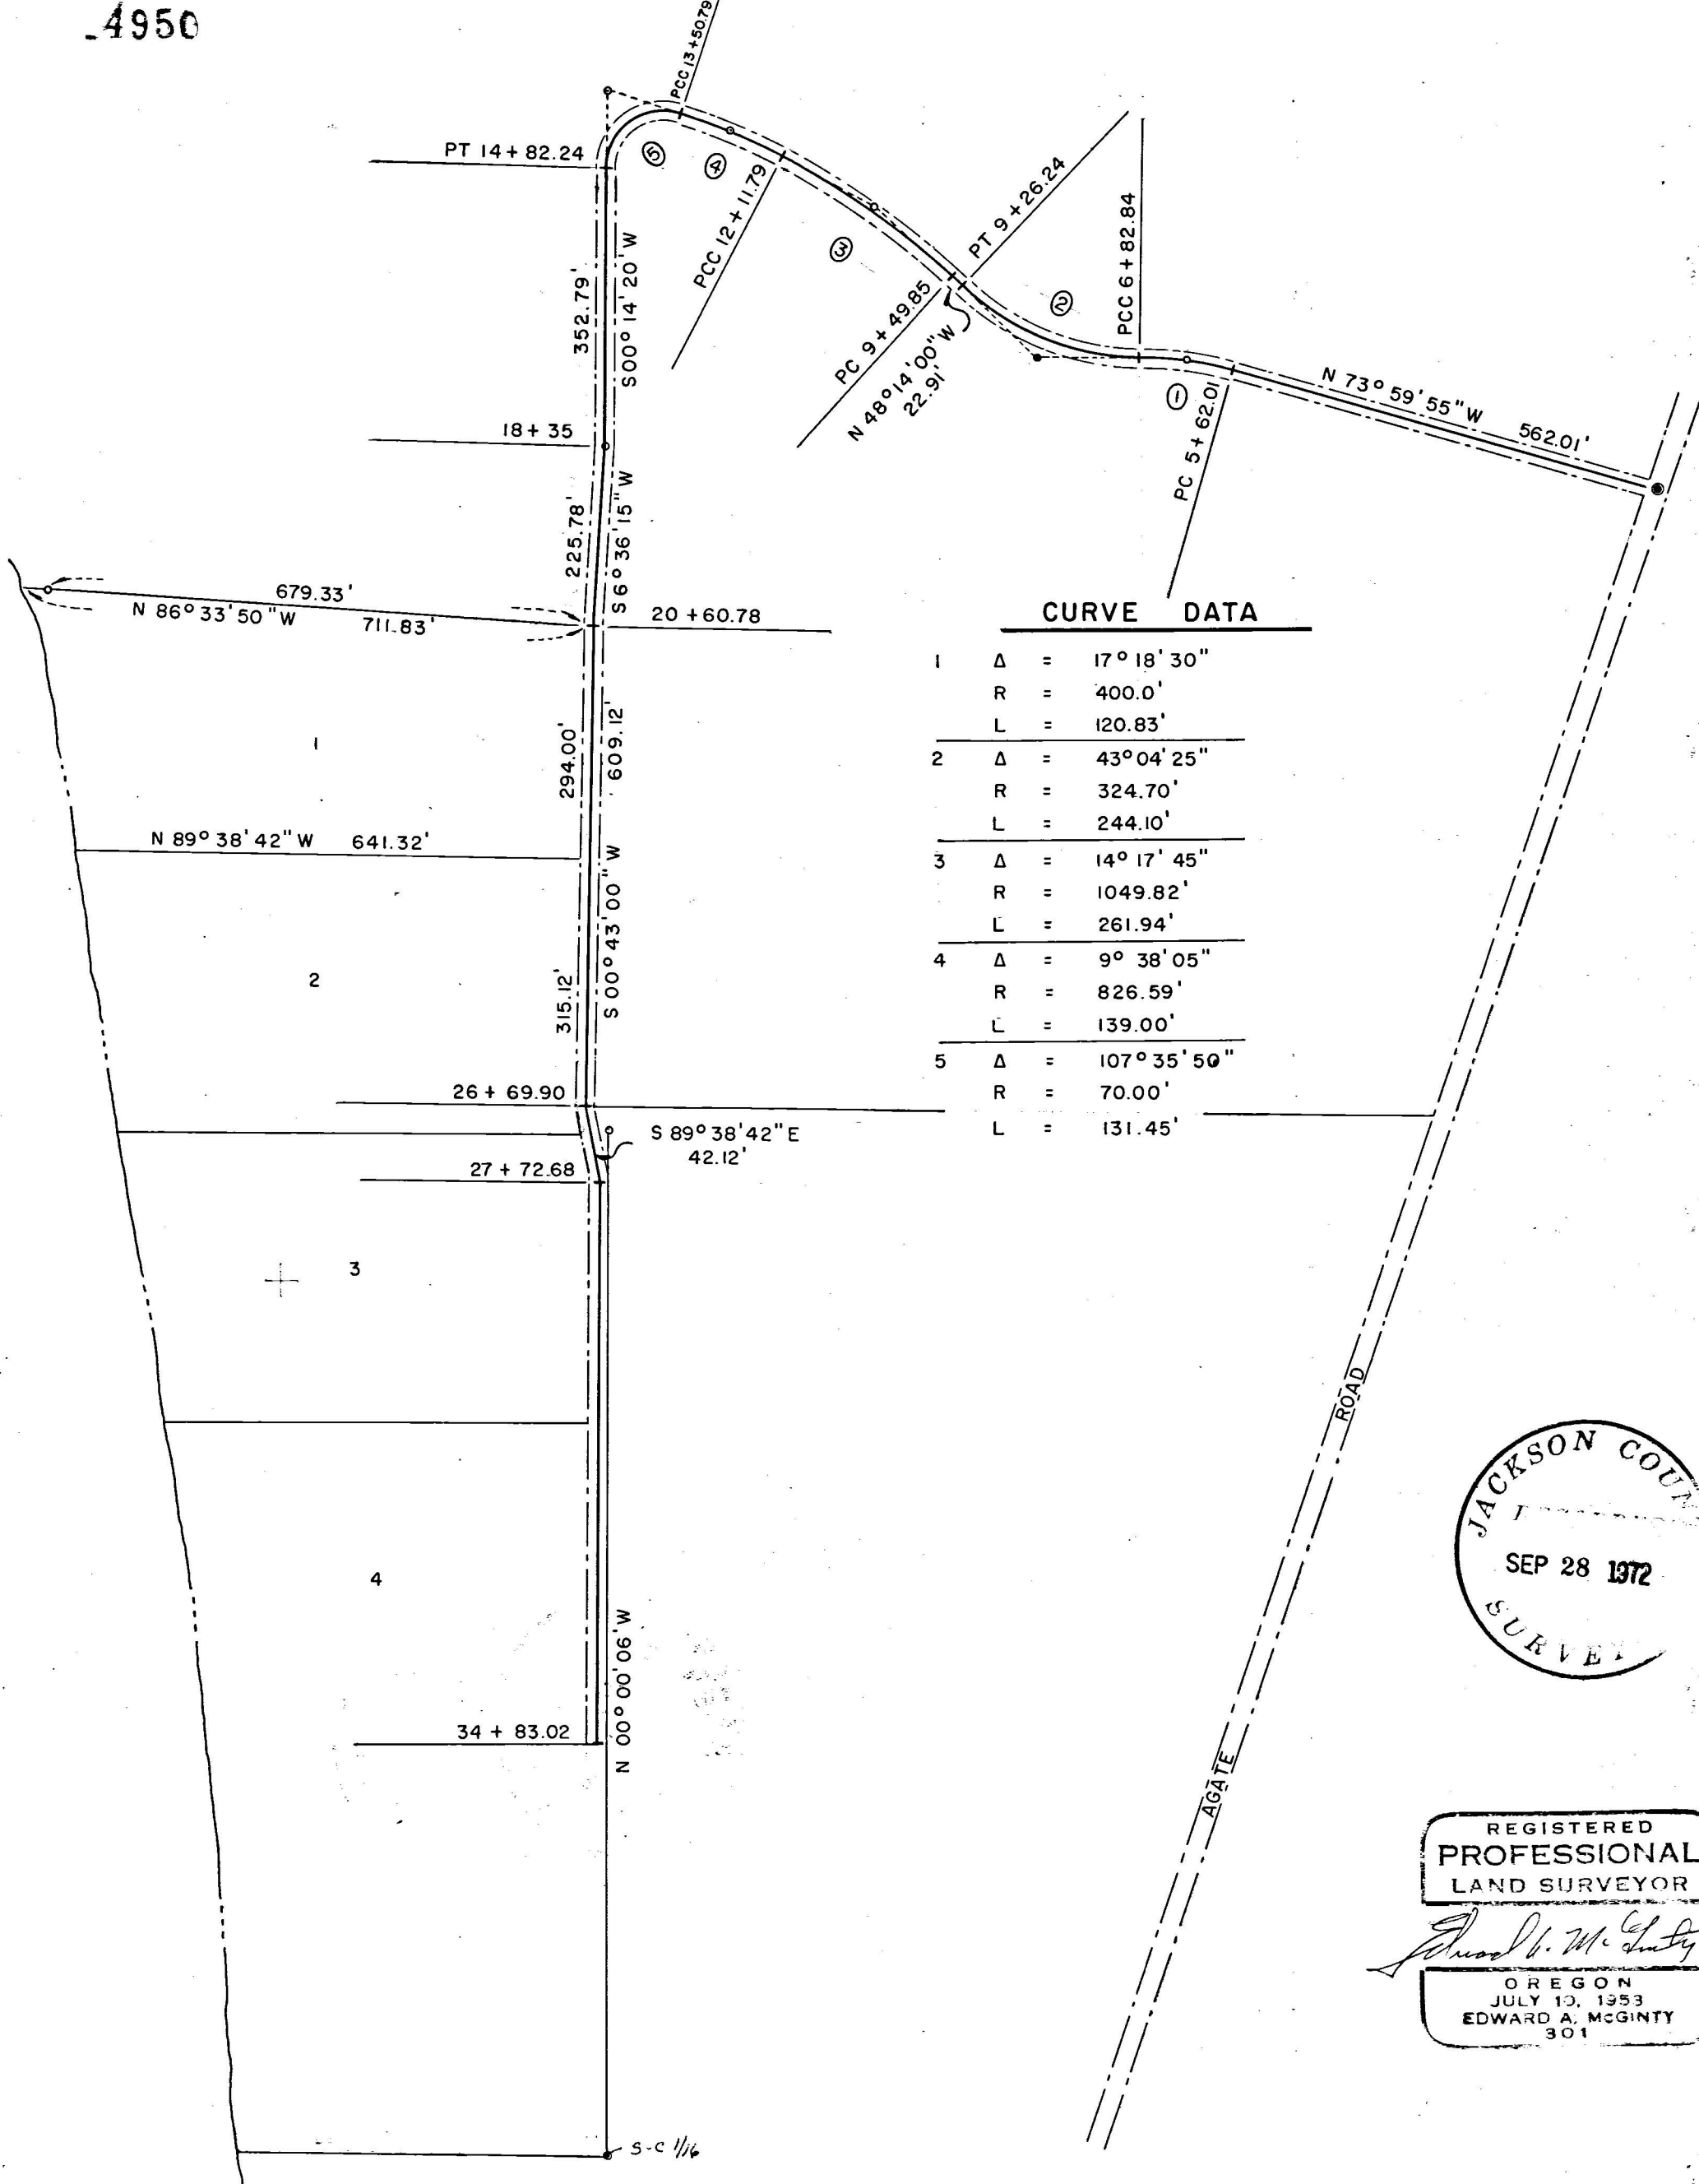 4950
PCC 13+50.79
PT 14+82.24
⑤
④
PCC 12+11.79
③
PT 9+26.24
PC 9+49.85
N 48°14'00"W
22.91'
②
PCC 6+82.84
①
PC 5+62.01
N 73°59'55"W 562.01'
352.79'
S00°14'20"W
18+35
225.78'
S6°36'15"W
679.33'
N 86°33'50"W 711.83'
20+60.78
CURVE DATA
1 Δ = 17°18'30"
R = 400.0'
L = 120.83'
2 Δ = 43°04'25"
R = 324.70'
L = 244.10'
3 Δ = 14°17'45"
R = 1049.82'
L = 261.94'
4 Δ = 9°38'05"
R = 826.59'
L = 139.00'
5 Δ = 107°35'50"
R = 70.00'
L = 131.45'
1
294.00'
609.12'
N 89°38'42"W 641.32'
S 00°43'00"W
2
315.12'
26+69.90
S 89°38'42"E
42.12'
27+72.68
3
4
N 00°00'06"W
34+83.02
S-C 1/16
AGATE ROAD
JACKSON COUN
SEP 28 1972
SURVEY
REGISTERED
PROFESSIONAL
LAND SURVEYOR
OREGON
JULY 10, 1953
EDWARD A. McGINTY
301